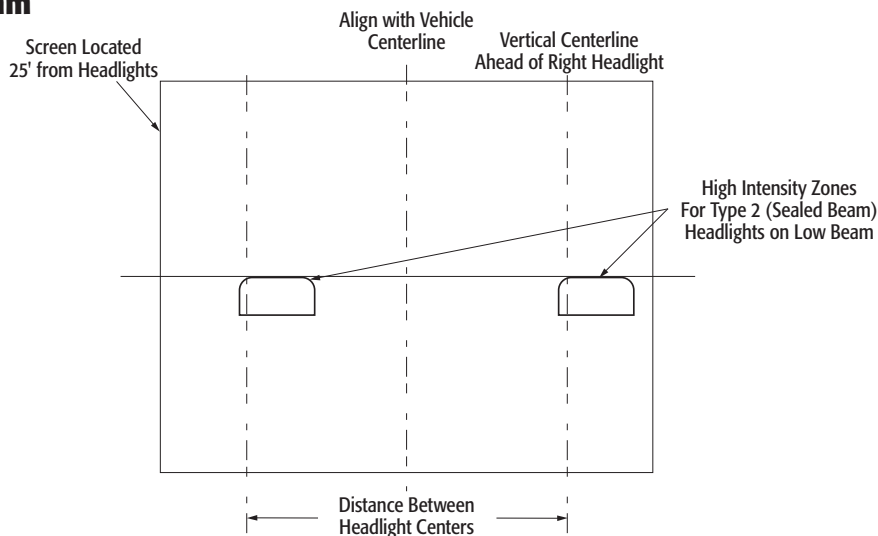 Align with Vehicle
Centerline
Screen Located
25' from Headlights
Vertical Centerline
Ahead of Right Headlight
High Intensity Zones
For Type 2 (Sealed Beam)
Headlights on Low Beam
Distance Between
Headlight Centers